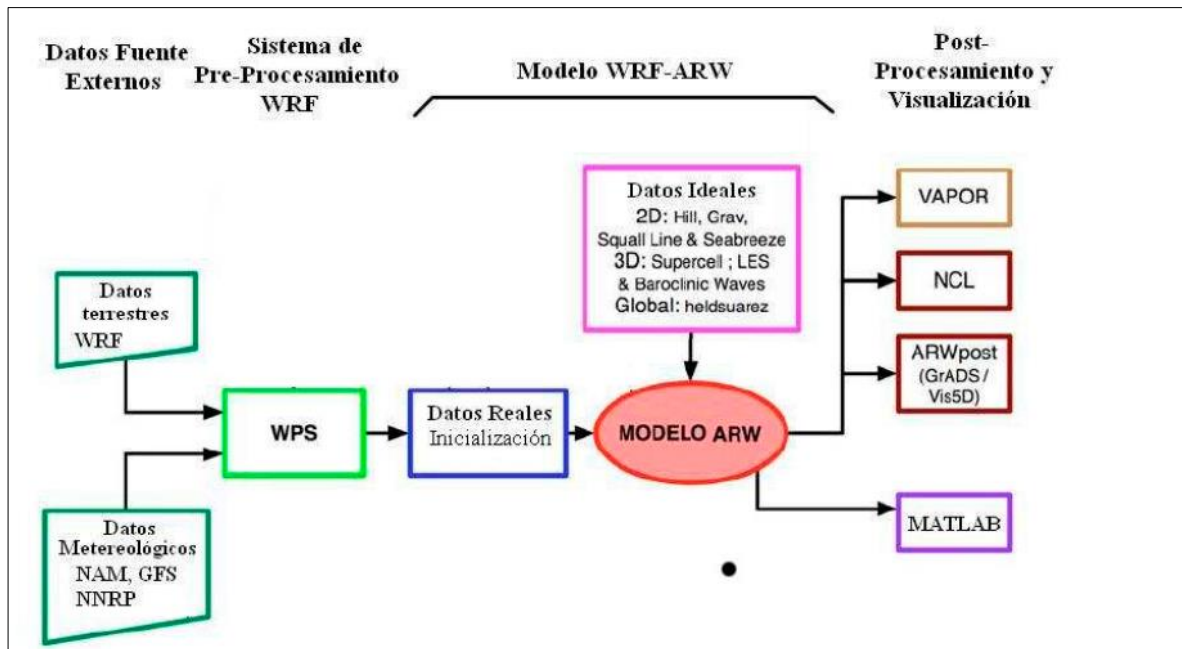 Datos Fuente
Externos
Sistema de
Pre-Procesamiento
WRF
Modelo WRF-ARW
Post-
Procesamiento y
Visualización
Datos Ideales
2D: Hill, Grav,
Squall Line & Seabreeze
3D: Supercell ; LES
& Baroclinic Waves
Global: heldsuarez
VAPOR
NCL
ARWpost
(GrADS /
Vis5D)
MATLAB
Datos
terrestres
WRF
WPS
Datos Reales
Inicialización
MODELO ARW
Datos
Metereológicos
NAM, GFS
NNRP